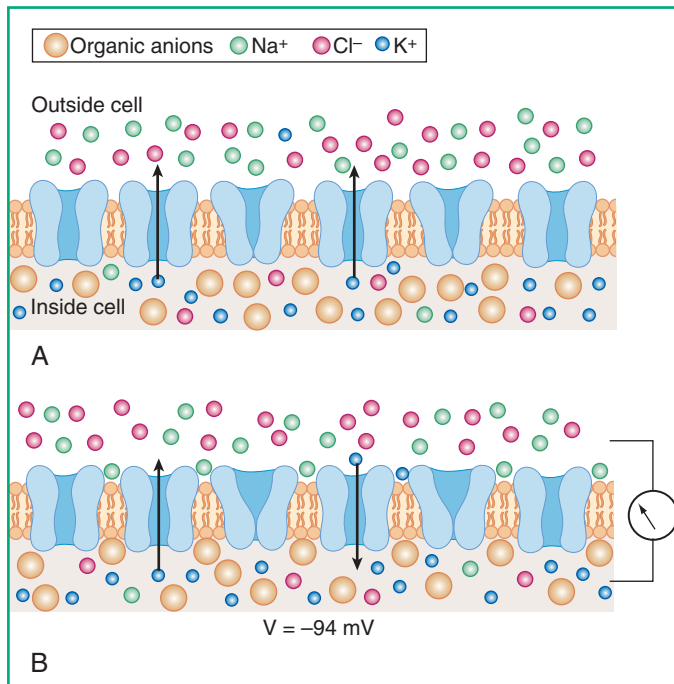 Organic anions Na⁺ Cl⁻ K⁺
Outside cell
Inside cell
A
V = –94 mV
B